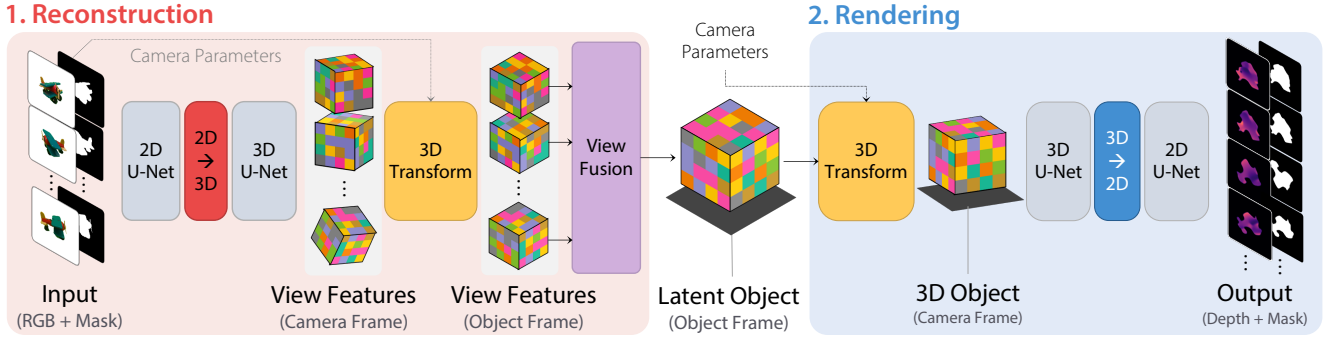 1. Reconstruction
2. Rendering
Camera Parameters
Camera
Parameters
2D
U-Net
2D
→
3D
3D
U-Net
3D
Transform
View
Fusion
3D
Transform
3D
U-Net
3D
→
2D
2D
U-Net
Input
(RGB + Mask)
View Features
(Camera Frame)
View Features
(Object Frame)
Latent Object
(Object Frame)
3D Object
(Camera Frame)
Output
(Depth + Mask)